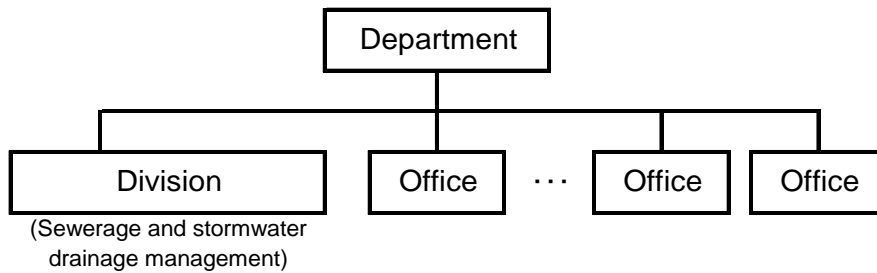 Department
Division
Office
···
Office
Office
(Sewerage and stormwater
drainage management)